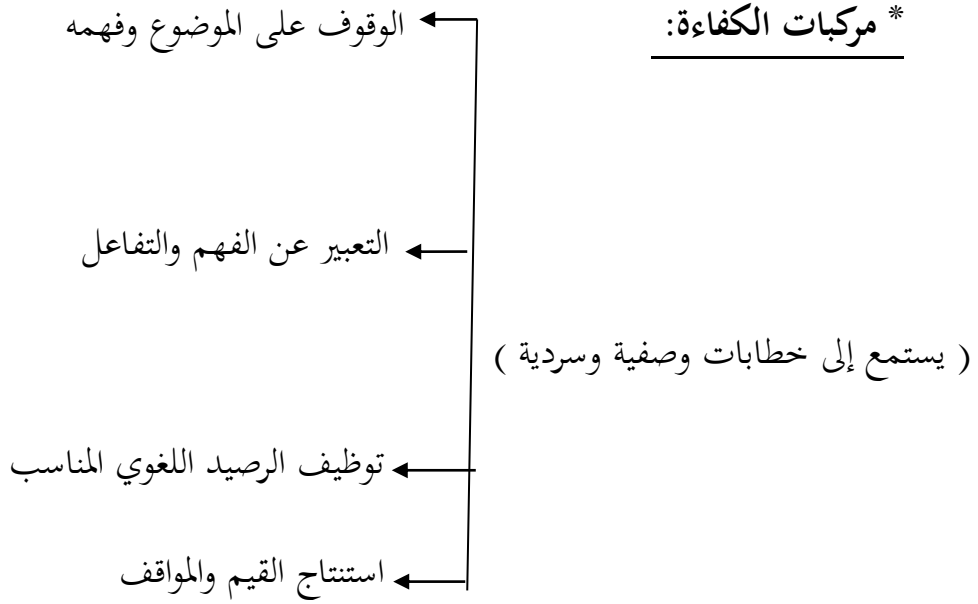 * مركبات الكفاءة:
الوقوف على الموضوع وفهمه
التعبير عن الفهم والتفاعل
( يستمع إلى خطابات وصفية وسردية )
توظيف الرصيد اللغوي المناسب
استنتاج القيم والمواقف